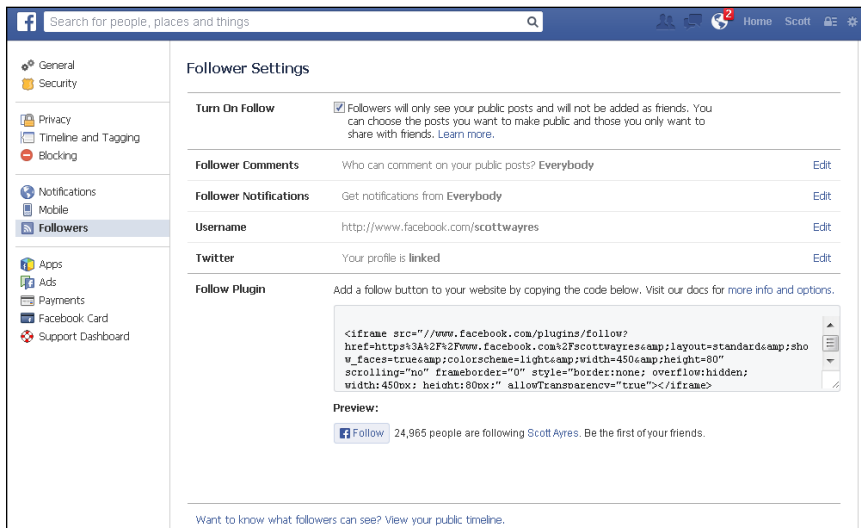 Search for people, places and things
2
Home
Scott
General
Security
Privacy
Timeline and Tagging
Blocking
Notifications
Mobile
Followers
Apps
Ads
Payments
Facebook Card
Support Dashboard
Follower Settings
Turn On Follow
Followers will only see your public posts and will not be added as friends. You
can choose the posts you want to make public and those you only want to
share with friends. Learn more.
Follower Comments Who can comment on your public posts? Everybody Edit
Follower Notifications Get notifications from Everybody Edit
Username http://www.facebook.com/scottwayres Edit
Twitter Your profile is linked Edit
Follow Plugin Add a follow button to your website by copying the code below. Visit our docs for more info and options.
<iframe src="//www.facebook.com/plugins/follow?
href=https%3A%2F%2Fwww.facebook.com%2Fscottwayres&amp;layout=standard&amp;sho
w_faces=true&amp;colorscheme=light&amp;width=450&amp;height=80"
scrolling="no" frameborder="0" style="border:none; overflow:hidden;
width:450px; height:80px;" allowTransparency="true"></iframe>
Preview:
Follow 24,965 people are following Scott Ayres. Be the first of your friends.
Want to know what followers can see? View your public timeline.